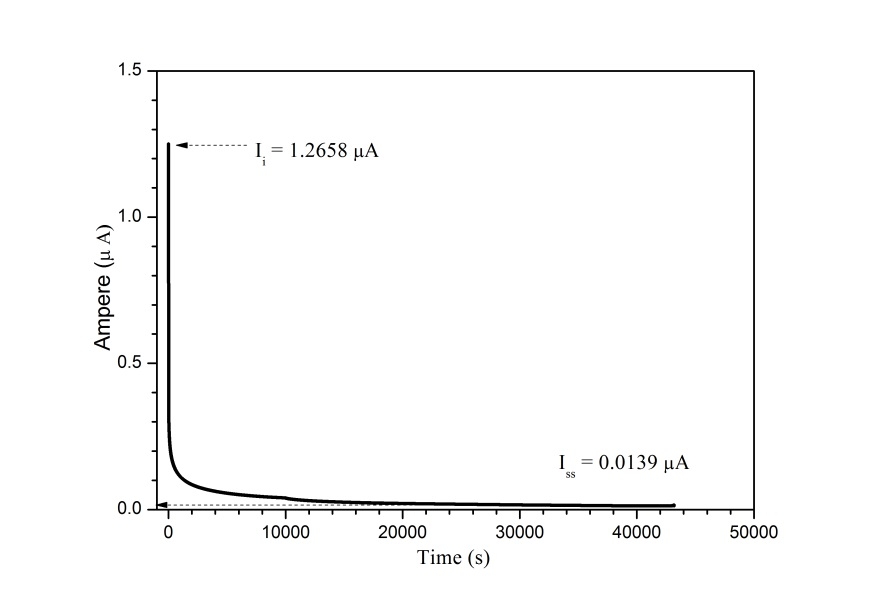 1.5
I_i = 1.2658 μA
1.0
Ampere (μ A)
0.5
I_ss = 0.0139 μA
0.0
0 10000 20000 30000 40000 50000
Time (s)